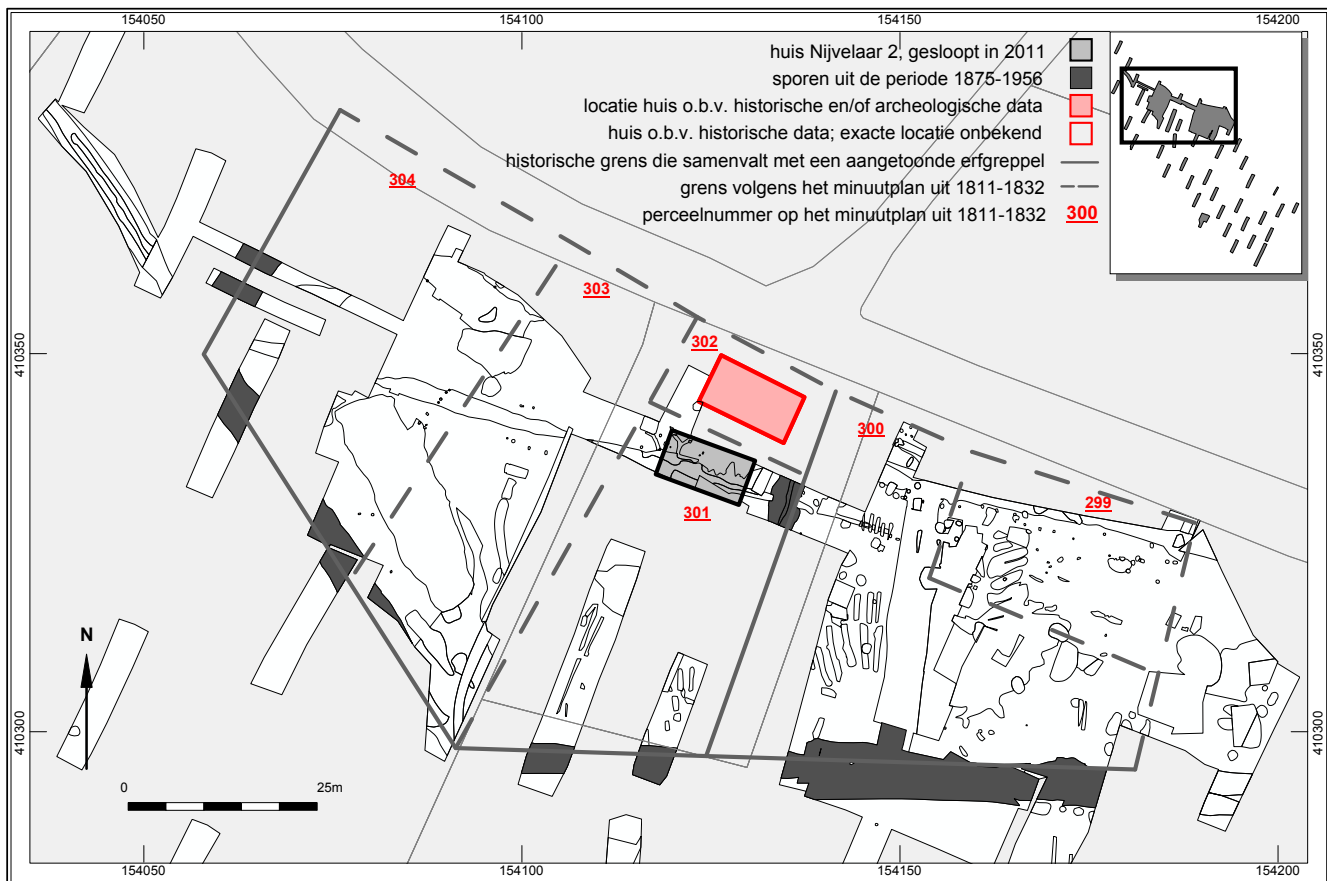 154050 154100 154150 154200
huis Nijvelaar 2, gesloopt in 2011
sporen uit de periode 1875-1956
locatie huis o.b.v. historische en/of archeologische data
huis o.b.v. historische data; exacte locatie onbekend
historische grens die samenvalt met een aangetoonde erfgreppel
grens volgens het minuutplan uit 1811-1832
perceelnummer op het minuutplan uit 1811-1832 300
304
303
302
410350 410350
300
299
301
N
410300 410300
0 25m
154050 154100 154150 154200